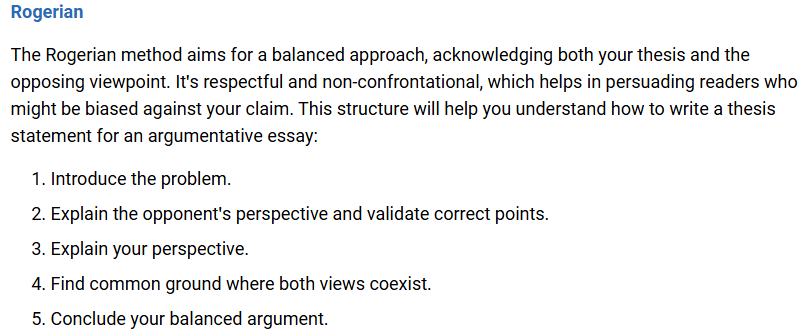 Rogerian
The Rogerian method aims for a balanced approach, acknowledging both your thesis and the
opposing viewpoint. It's respectful and non-confrontational, which helps in persuading readers who
might be biased against your claim. This structure will help you understand how to write a thesis
statement for an argumentative essay:
1. Introduce the problem.
2. Explain the opponent's perspective and validate correct points.
3. Explain your perspective.
4. Find common ground where both views coexist.
5. Conclude your balanced argument.